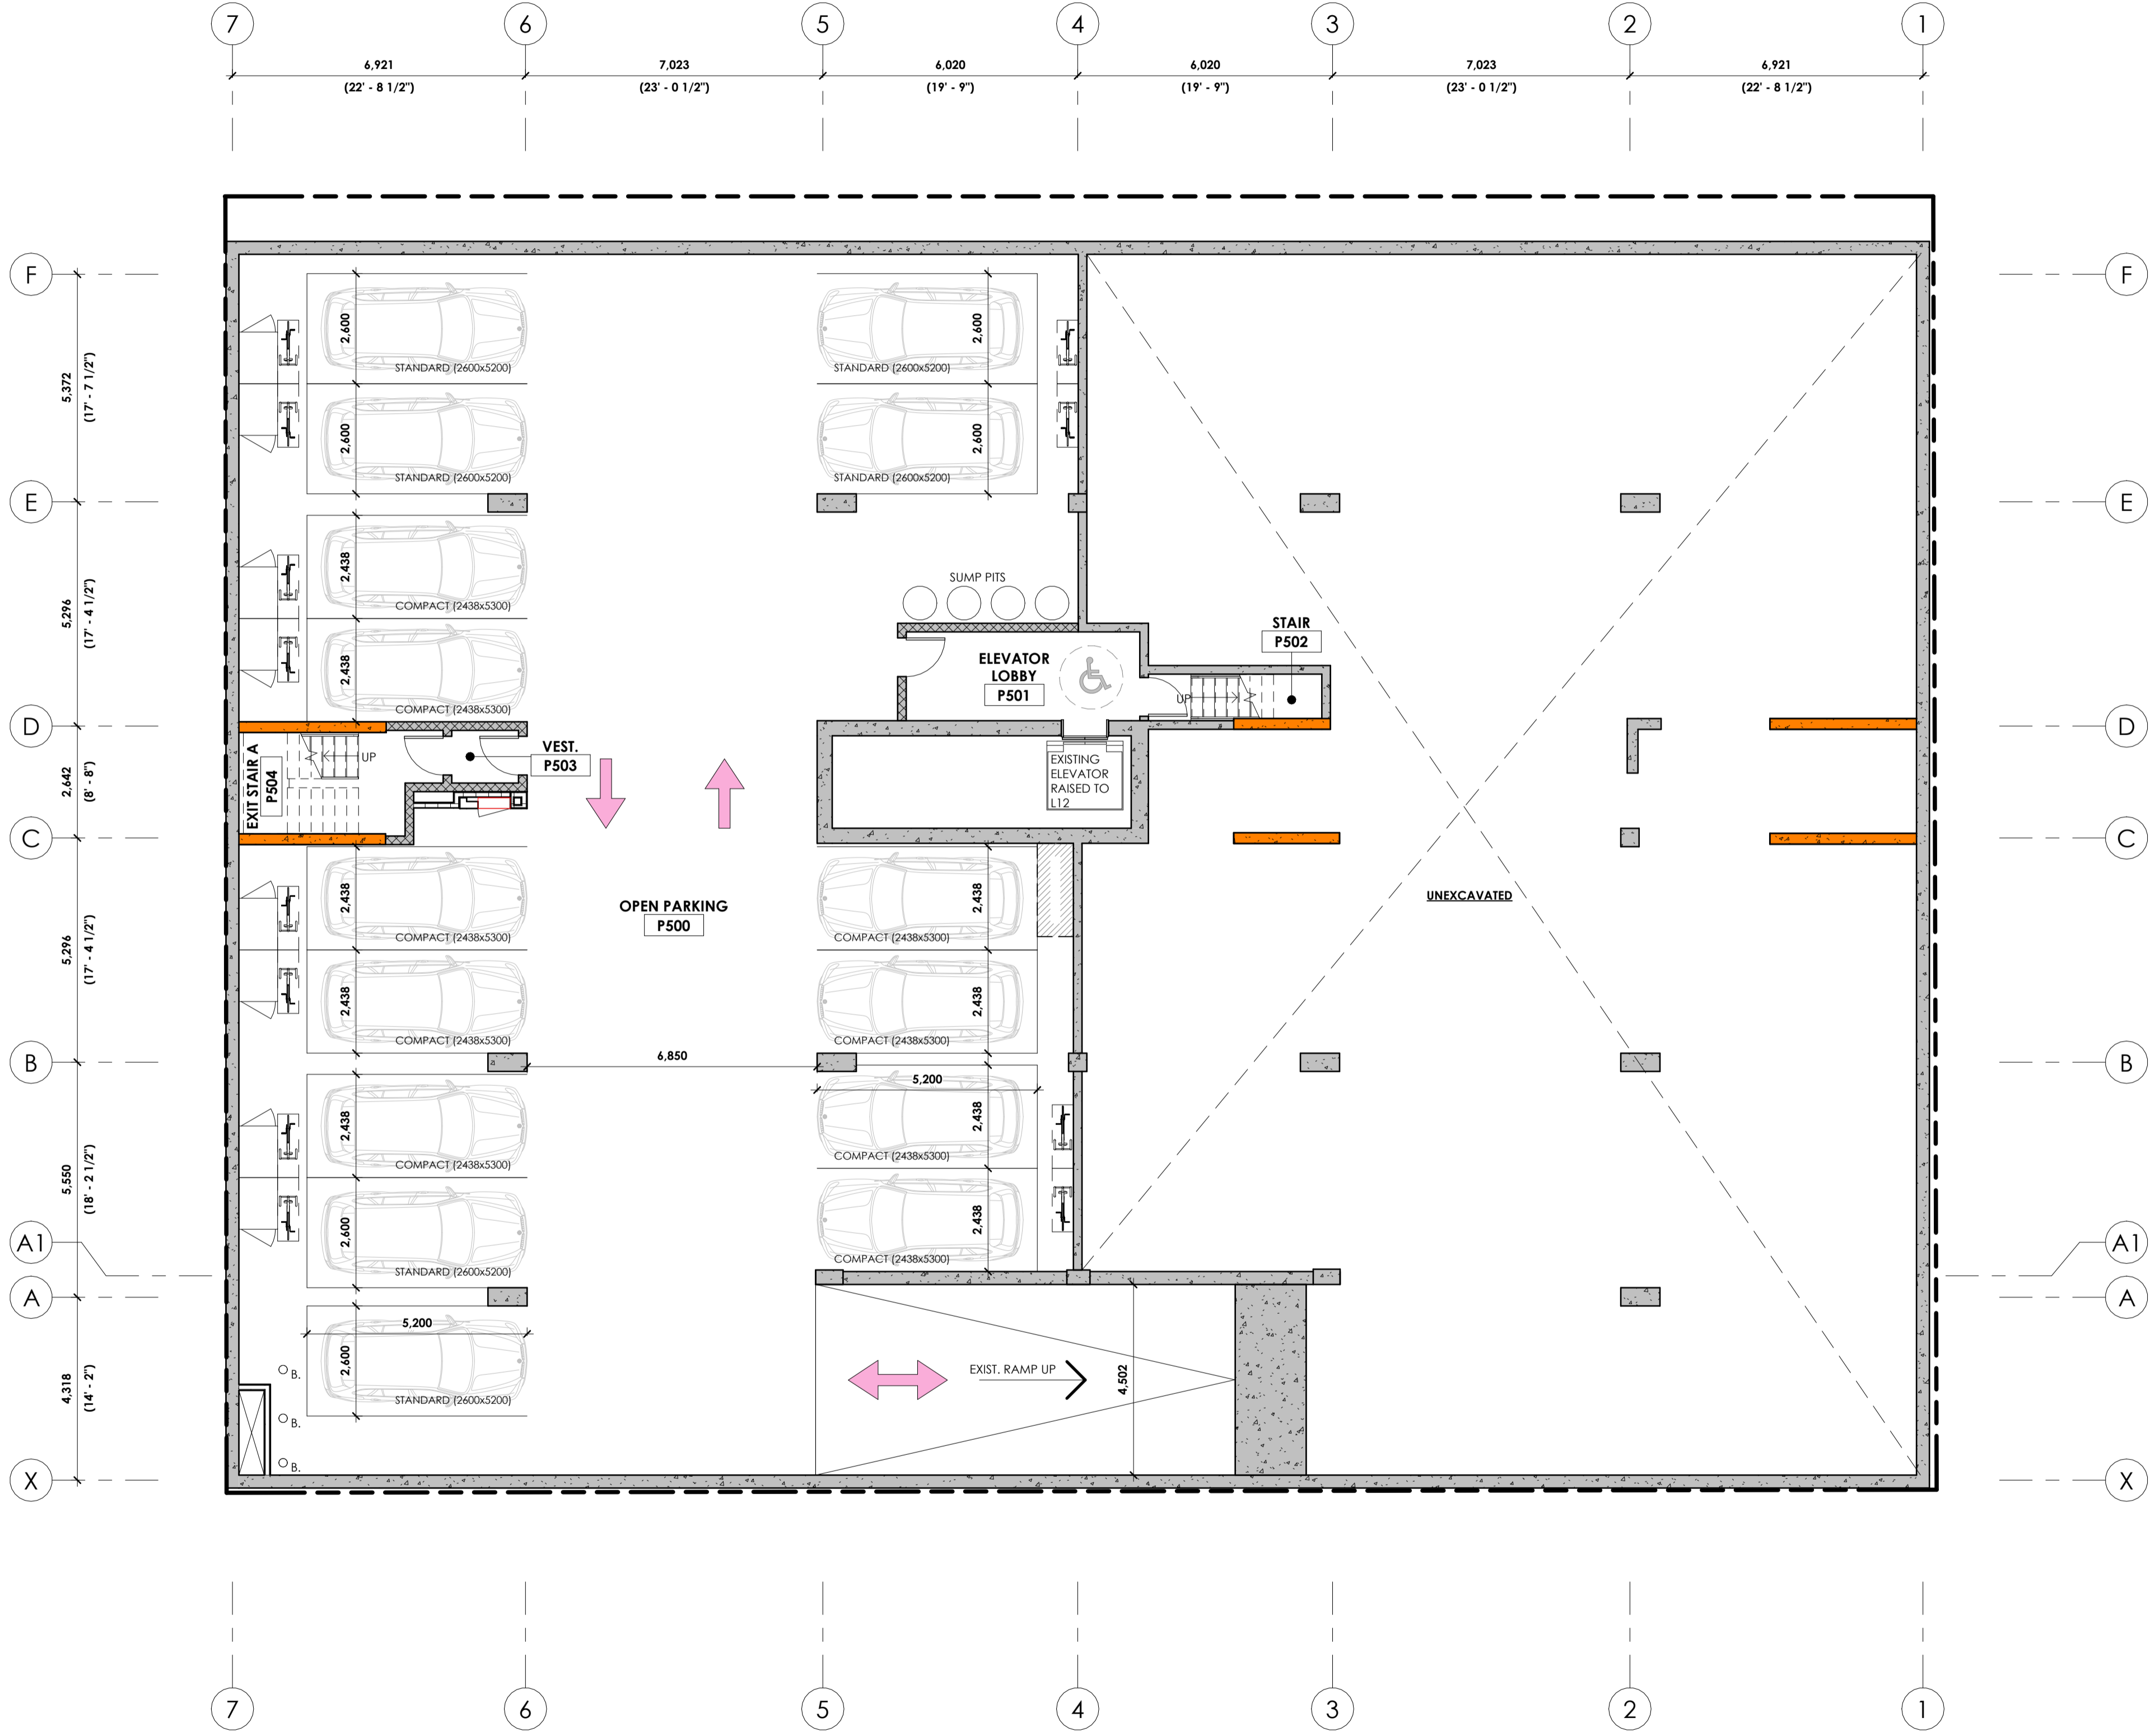 7 6 5 4 3 2 1
6,921 7,023 6,020 6,020 7,023 6,921
(22' - 8 1/2") (23' - 0 1/2") (19' - 9") (19' - 9") (23' - 0 1/2") (22' - 8 1/2")
F F
5,372
(17' - 7 1/2")
2,600 2,600
STANDARD (2600x5200) STANDARD (2600x5200)
2,600 2,600
STANDARD (2600x5200) STANDARD (2600x5200)
E E
5,296
(17' - 4 1/2")
2,438
COMPACT (2438x5300)
SUMP PITS
2,438
COMPACT (2438x5300)
ELEVATOR
LOBBY
P501
STAIR
P502
UP
D D
2,642
(8' - 8")
EXIT STAIR A
P504
UP
VEST.
P503
EXISTING
ELEVATOR
RAISED TO
L12
C C
5,296
(17' - 4 1/2")
2,438 2,438
COMPACT (2438x5300) COMPACT (2438x5300)
OPEN PARKING
P500
UNEXCAVATED
2,438 2,438
COMPACT (2438x5300) COMPACT (2438x5300)
B B
6,850
5,200
5,550
(18' - 2 1/2")
2,438 2,438
COMPACT (2438x5300) COMPACT (2438x5300)
2,600 2,438
STANDARD (2600x5200) COMPACT (2438x5300)
A1 A1
A A
5,200
4,318
(14' - 2")
2,600
STANDARD (2600x5200)
B.
B.
B.
EXIST. RAMP UP
4,502
X X
7 6 5 4 3 2 1